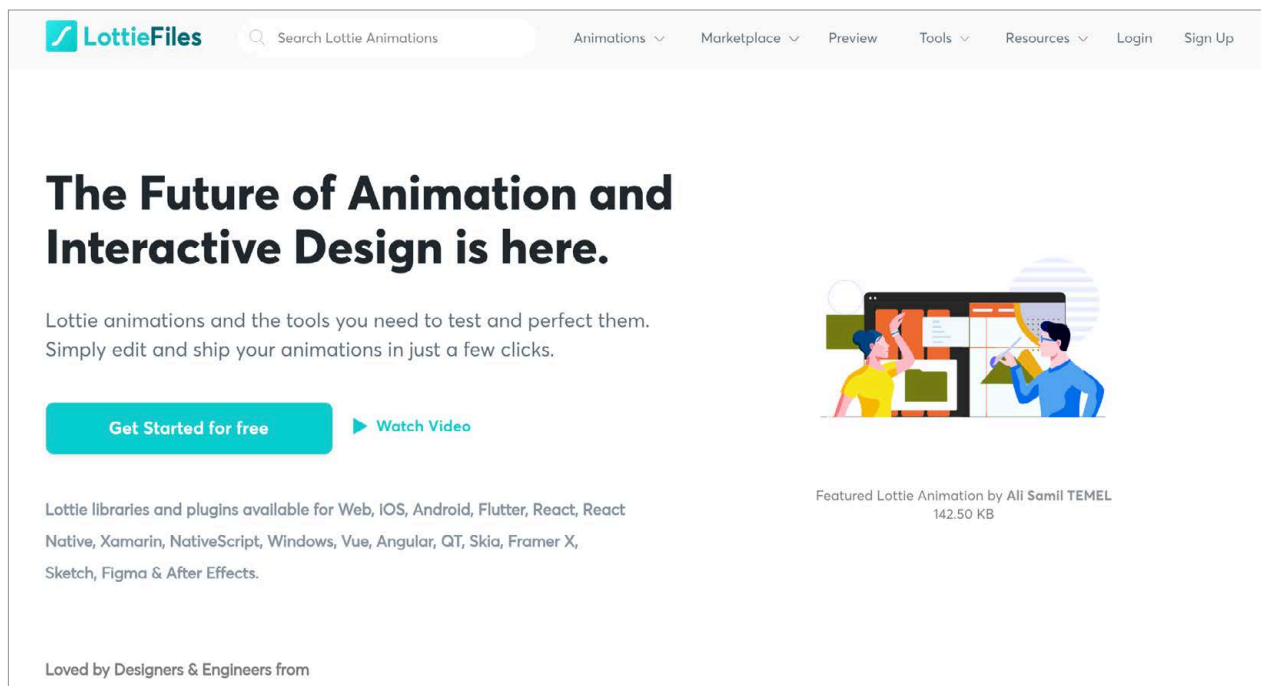 LottieFiles
Search Lottie Animations
Animations
Marketplace
Preview
Tools
Resources
Login
Sign Up
The Future of Animation and
Interactive Design is here.
Lottie animations and the tools you need to test and perfect them.
Simply edit and ship your animations in just a few clicks.
Get Started for free
Watch Video
Lottie libraries and plugins available for Web, iOS, Android, Flutter, React, React
Native, Xamarin, NativeScript, Windows, Vue, Angular, QT, Skia, Framer X,
Sketch, Figma & After Effects.
Featured Lottie Animation by Ali Samil TEMEL
142.50 KB
Loved by Designers & Engineers from